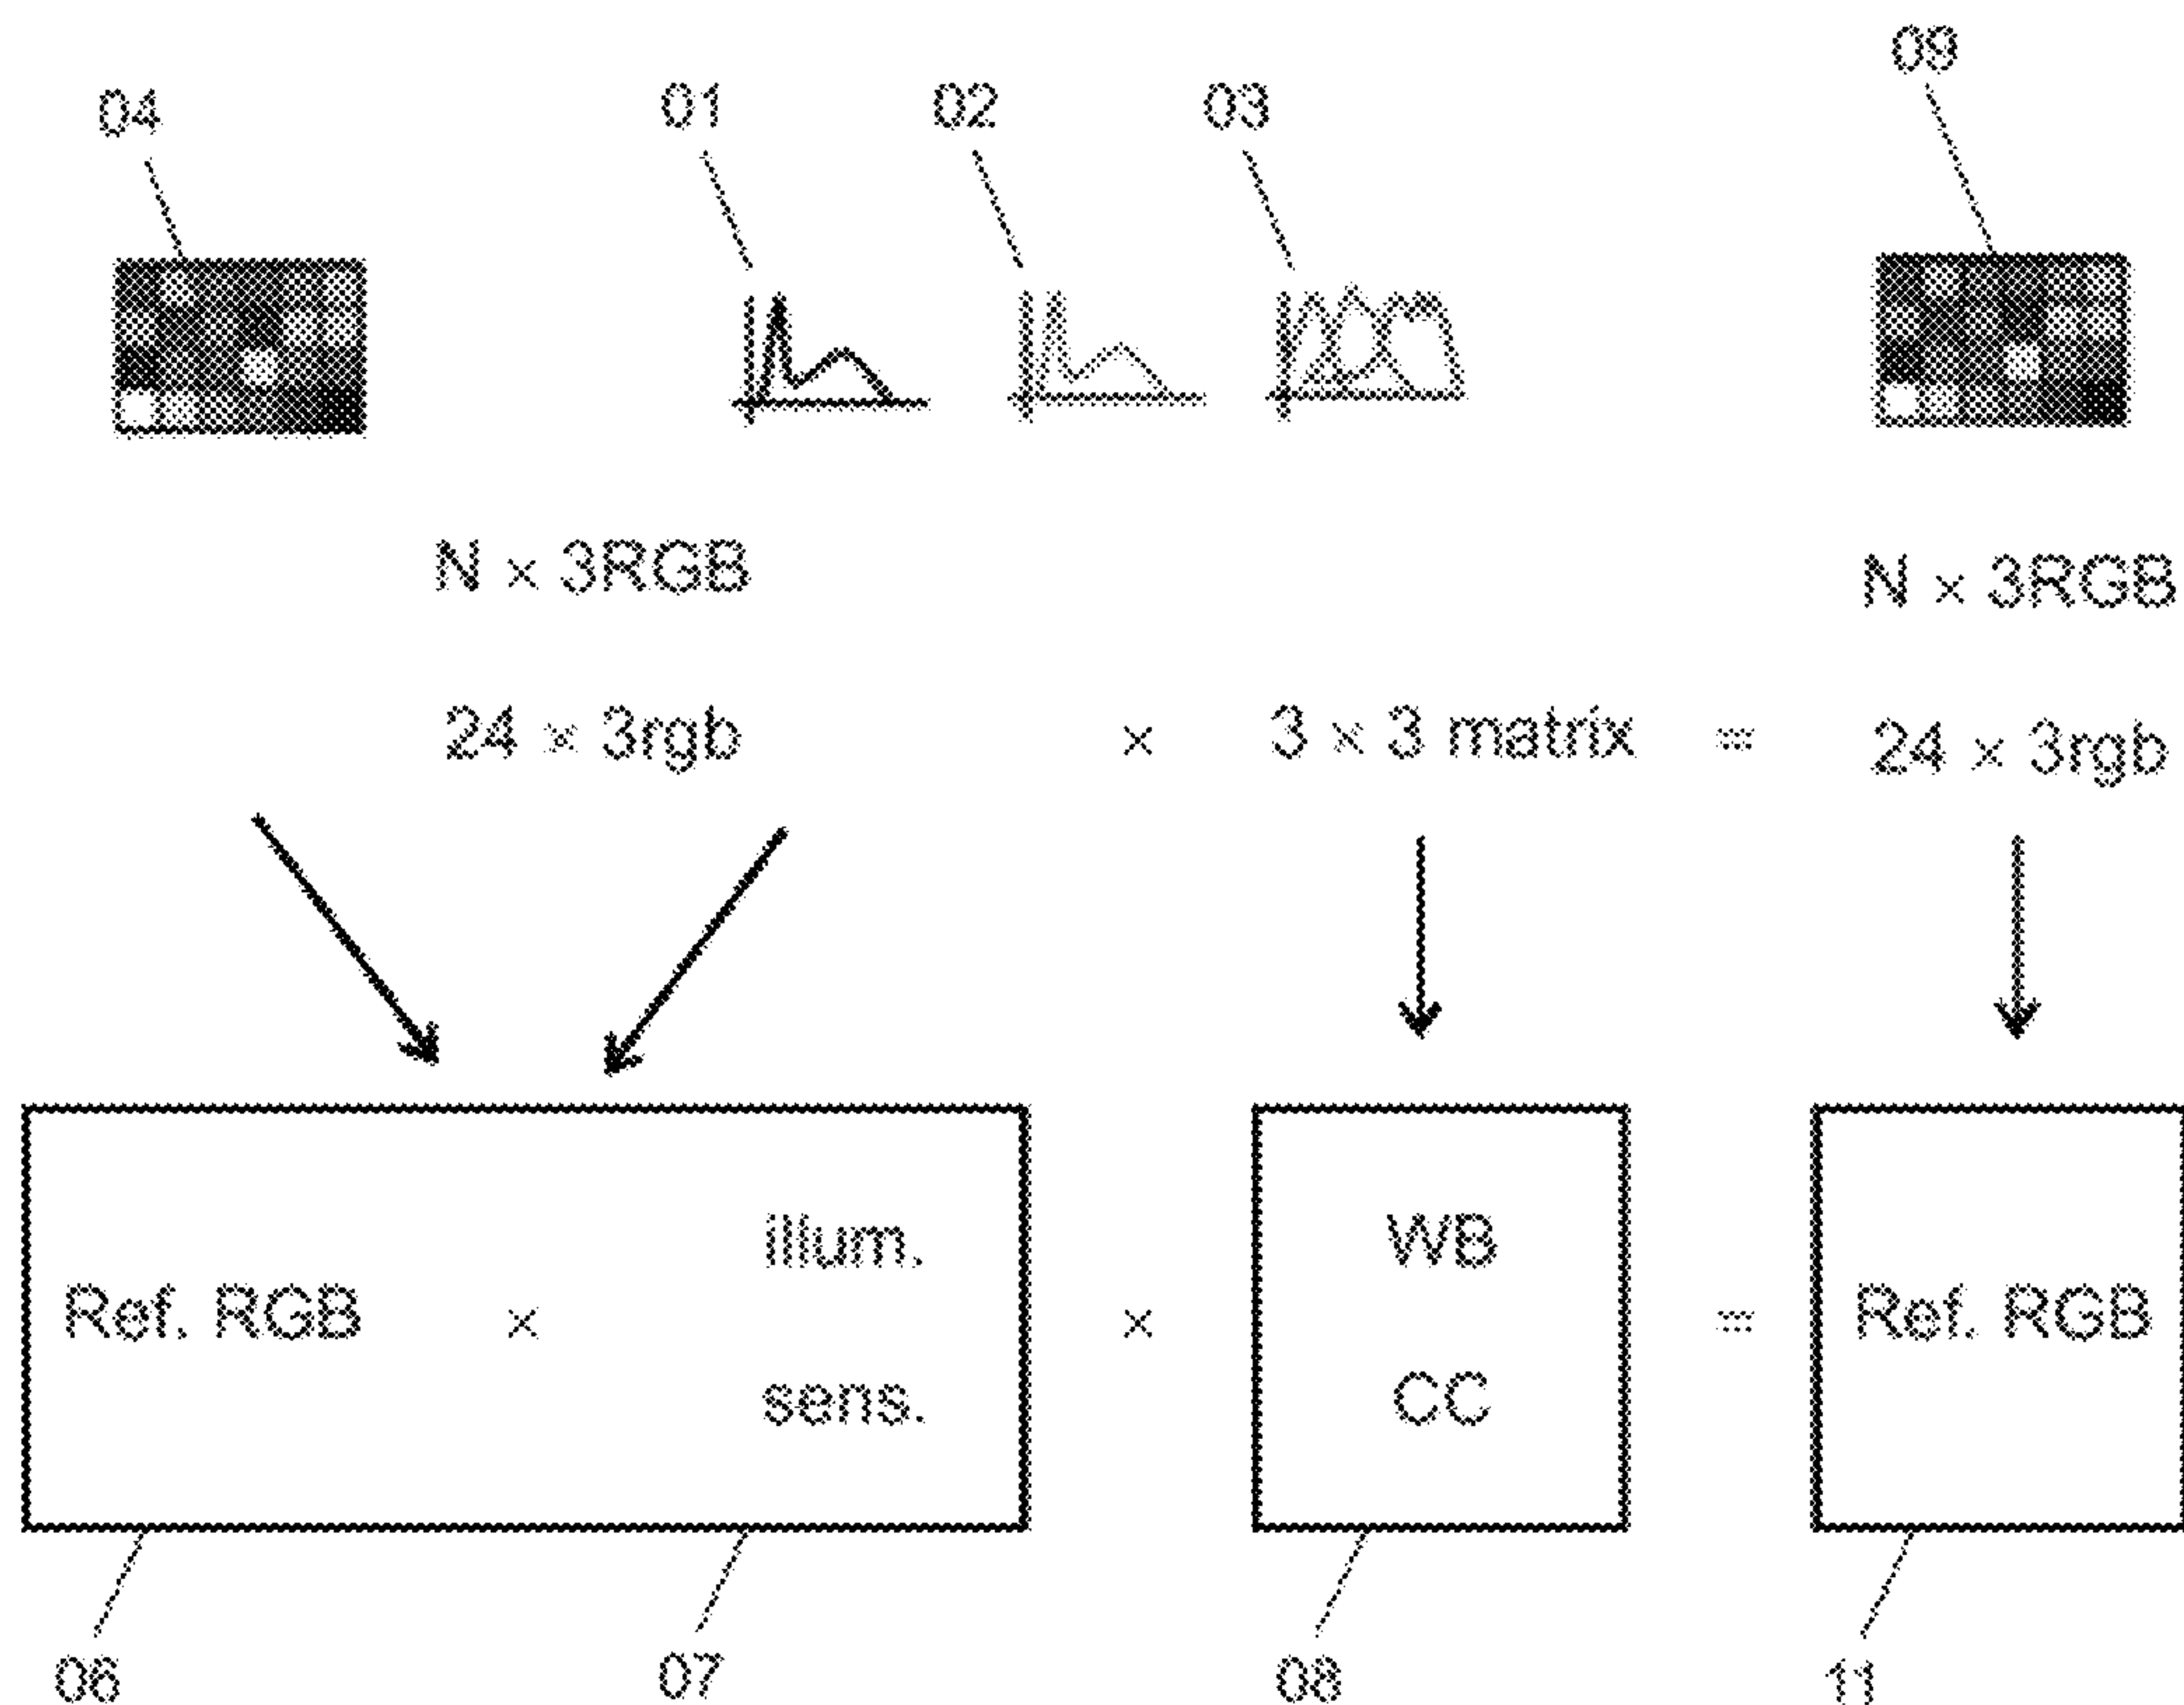 09
04 01 02 03
N × 3RGB N × 3RGB
24 × 3rgb × 3 × 3 matrix = 24 × 3rgb
illum. WB
Ref. RGB × × = Ref. RGB
sens. CC
06 07 08 11